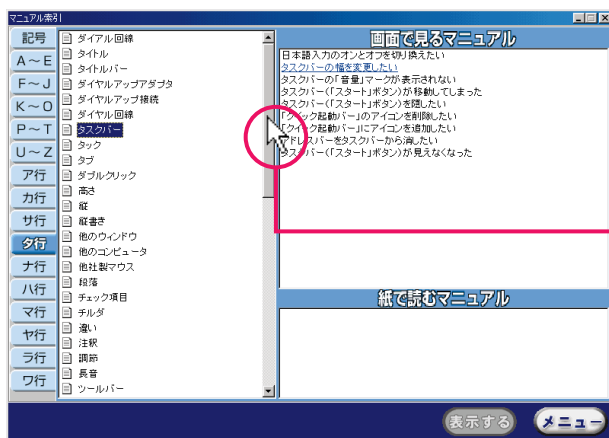 マニュアル索引
記号
A～E
F～J
K～O
P～T
U～Z
ア行
カ行
サ行
タ行
ナ行
ハ行
マ行
ヤ行
ラ行
ワ行
ダイアル回線
タイトル
タイトルバー
ダイヤルアップアダプタ
ダイヤルアップ接続
ダイヤル回線
タスクバー
タック
タブ
ダブルクリック
高さ
縦
縦書き
他のウィンドウ
他のコンピュータ
他社製マウス
段落
チェック項目
チルダ
違い
注釈
調節
長音
ツールバー
画面で見るマニュアル
日本語入力のオンとオフを切り換えたい
タスクバーの幅を変更したい
タスクバーの「音量」マークが表示されない
タスクバー（「スタート」ボタン）が移動してしまった
タスクバー（「スタート」ボタン）を隠したい
「クイック起動バー」のアイコンを削除したい
「クイック起動バー」にアイコンを追加したい
アドレスバーをタスクバーから消したい
タスクバー（「スタート」ボタン）が見えなくなった
紙で読むマニュアル
表示する
メニュー